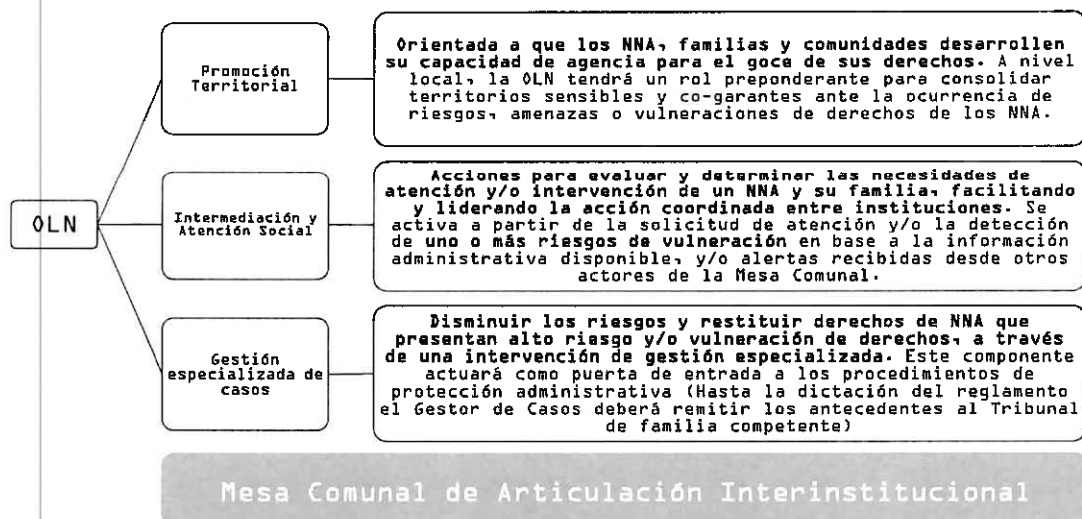 OLN
Promoción
Territorial
Orientada a que los NNA, familias y comunidades desarrollen
su capacidad de agencia para el goce de sus derechos. A nivel
local, la OLN tendrá un rol preponderante para consolidar
territorios sensibles y co-garantes ante la ocurrencia de
riesgos, amenazas o vulneraciones de derechos de los NNA.
Intermediación y
Atención Social
Acciones para evaluar y determinar las necesidades de
atención y/o intervención de un NNA y su familia, facilitando
y liderando la acción coordinada entre instituciones. Se
activa a partir de la solicitud de atención y/o la detección
de uno o más riesgos de vulneración en base a la información
administrativa disponible, y/o alertas recibidas desde otros
actores de la Mesa Comunal.
Gestión
especializada de
casos
Disminuir los riesgos y restituir derechos de NNA que
presentan alto riesgo y/o vulneración de derechos, a través
de una intervención de gestión especializada. Este componente
actuará como puerta de entrada a los procedimientos de
protección administrativa (Hasta la dictación del reglamento
el Gestor de Casos deberá remitir los antecedentes al Tribunal
de familia competente)
Mesa Comunal de Articulación Interinstitucional